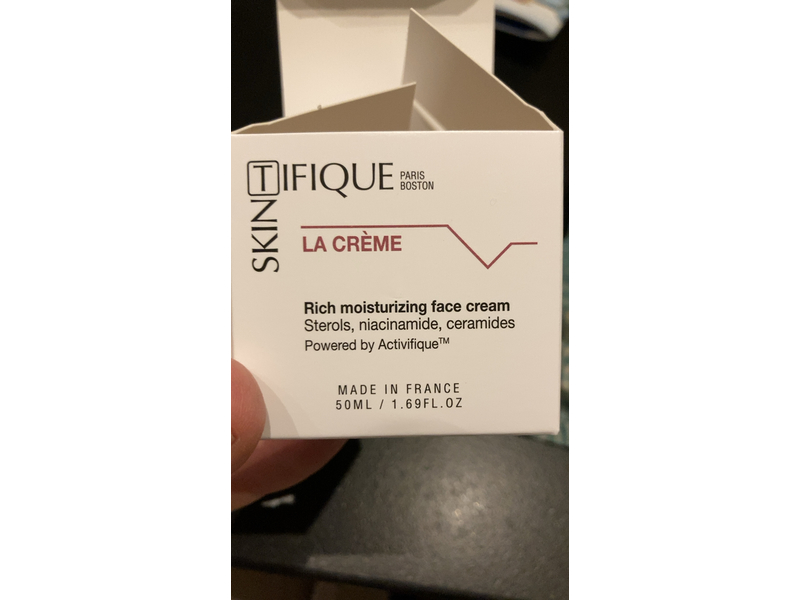 SKINTIFIQUE PARIS
BOSTON
LA CRÈME
Rich moisturizing face cream
Sterols, niacinamide, ceramides
Powered by Activifique™
MADE IN FRANCE
50ML / 1.69FL.OZ